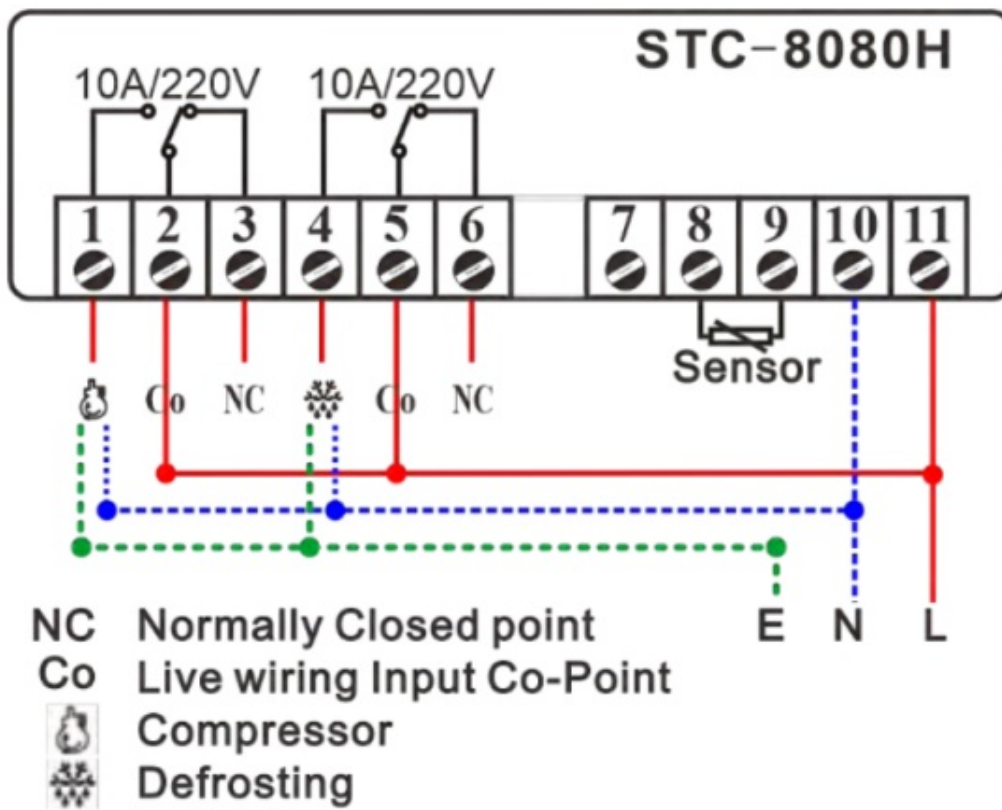 STC-8080H
10A/220V 10A/220V
1 2 3 4 5 6 7 8 9 10 11
Sensor
Co NC Co NC
E N L
NC Normally Closed point
Co Live wiring Input Co-Point
Compressor
Defrosting